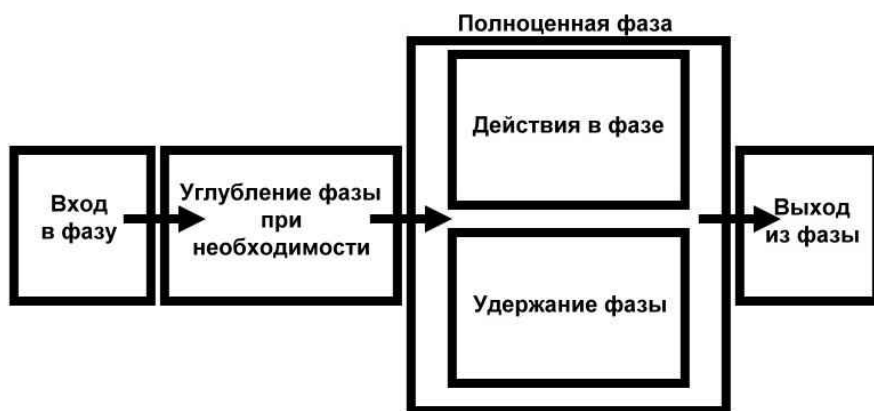 Полноценная фаза
Вход
в фазу
Углубление фазы
при
необходимости
Действия в фазе
Удержание фазы
Выход
из фазы